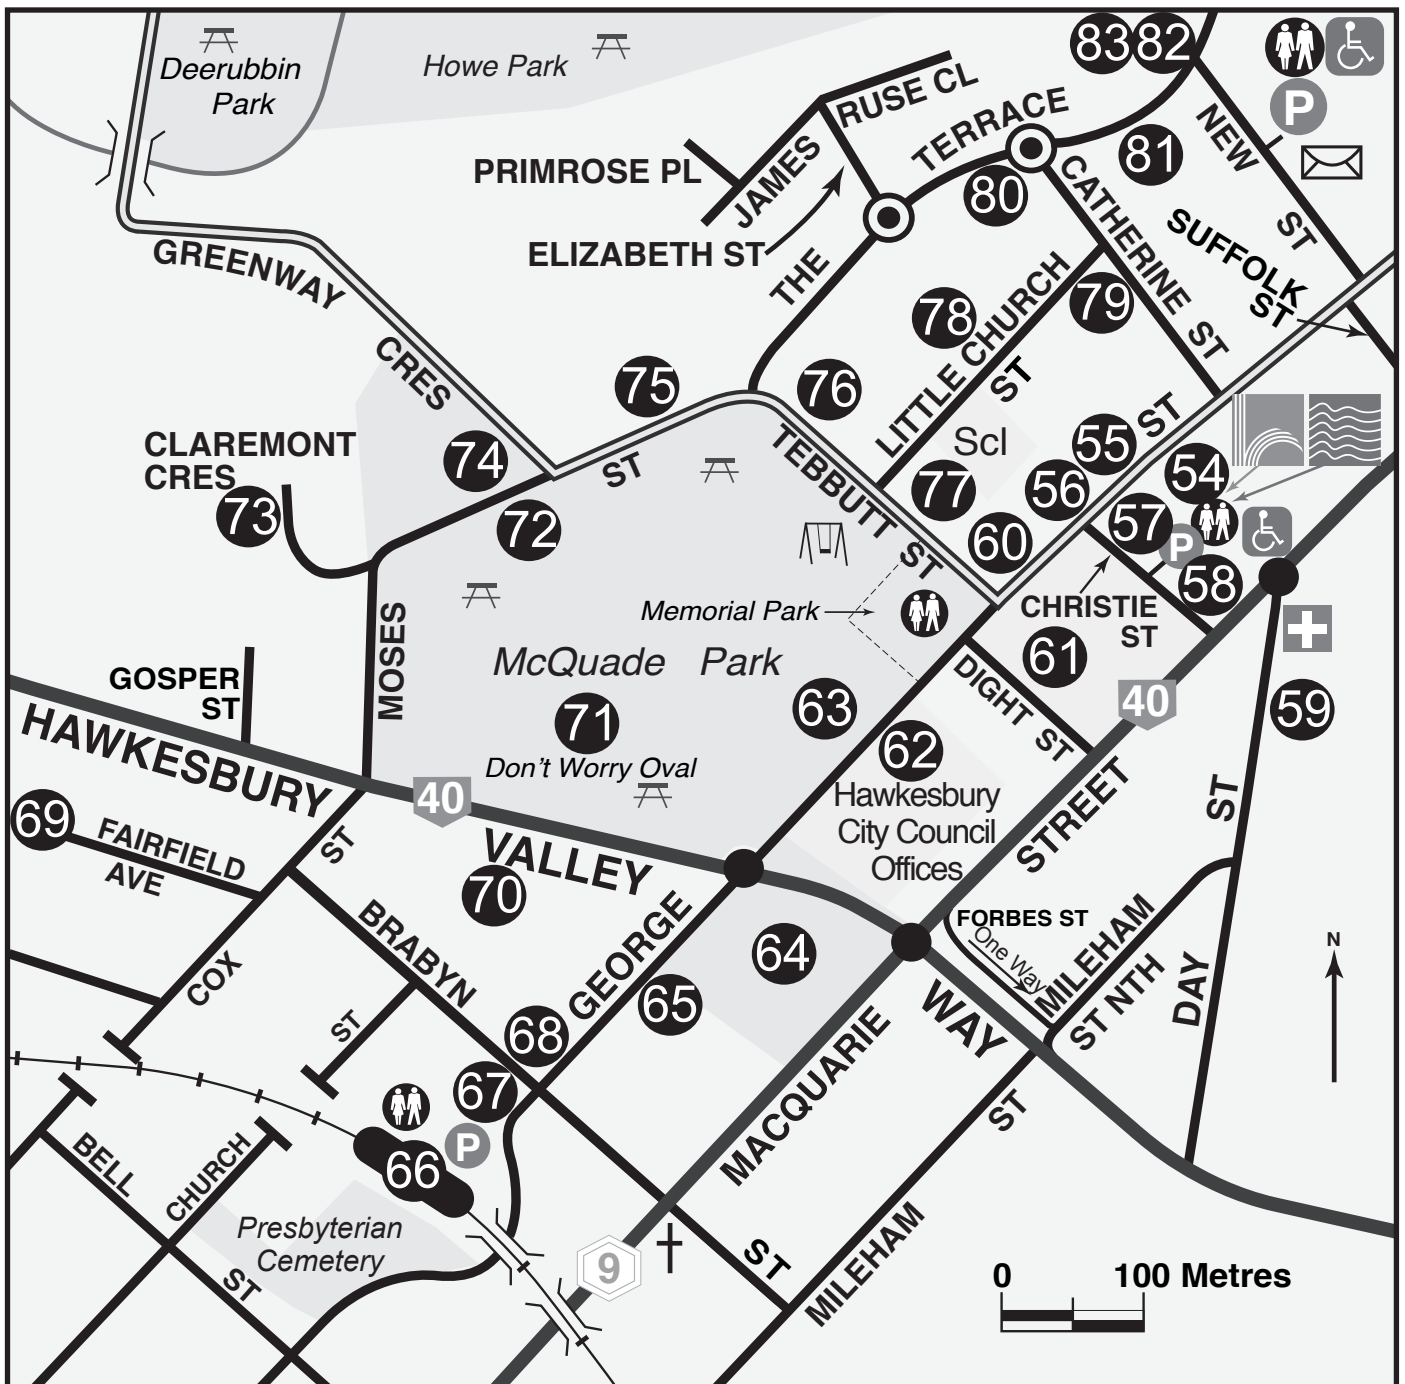 Deerubbin
Park
Howe Park
83
82
P
RUSE CL
TERRACE
NEW
ST
81
PRIMROSE PL
JAMES
80
CATHERINE ST
SUFFOLK
ST
ELIZABETH ST
THE
GREENWAY
CRES
78
79
LITTLE CHURCH
ST
75
76
55
ST
CLAREMONT
CRES
74
ST
TEBBUTT ST
Scl
54
73
72
77
56
57
60
P
58
Memorial Park
CHRISTIE
ST
MOSES
McQuade Park
61
GOSPER
ST
71
63
DIGHT ST
40
59
HAWKESBURY
Don't Worry Oval
62
40
Hawkesbury
City Council
Offices
STREET
ST
69
FAIRFIELD
AVE
ST
VALLEY
70
BRABYN
GEORGE
FORBES ST
One Way
MILEHAM
ST NTH
64
N
COX
65
DAY
WAY
ST
68
MACQUARIE
67
ST
P
66
BELL
CHURCH
Presbyterian
Cemetery
ST
9
ST
MILEHAM
0
100 Metres